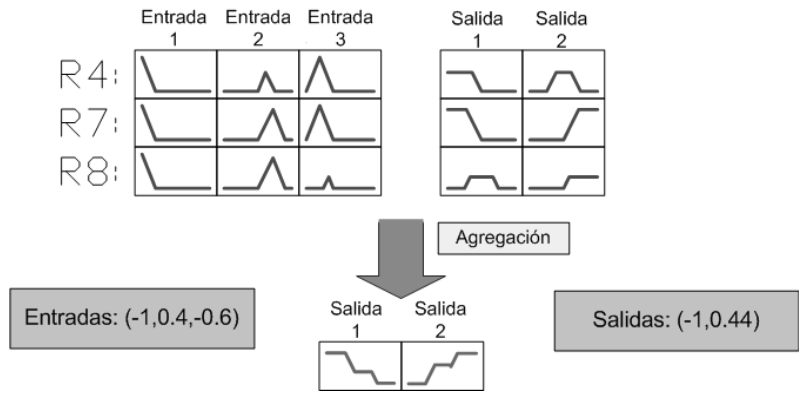 Entrada Entrada Entrada Salida Salida
1 2 3 1 2
R4:
R7:
R8:
Agregación
Entradas: (-1,0.4,-0.6)
Salida Salida
1 2
Salidas: (-1,0.44)